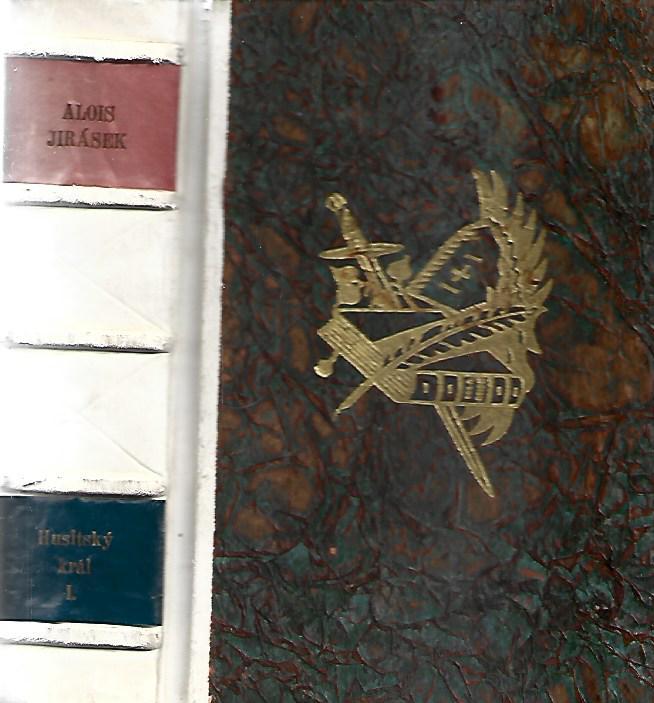 ALOIS
JIRÁSEK
Husitský
král
I.